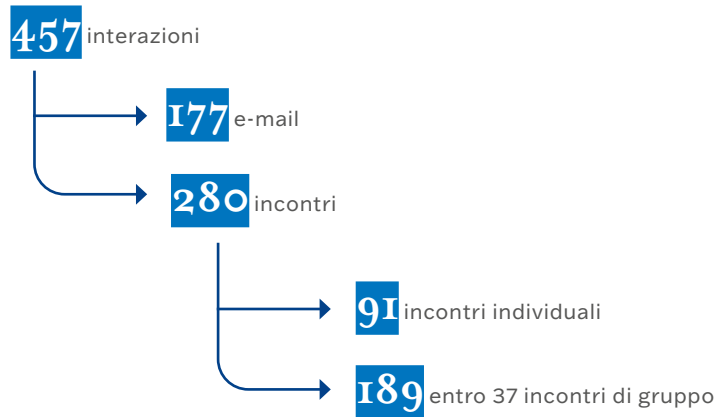 457 interazioni
177 e-mail
280 incontri
91 incontri individuali
189 entro 37 incontri di gruppo